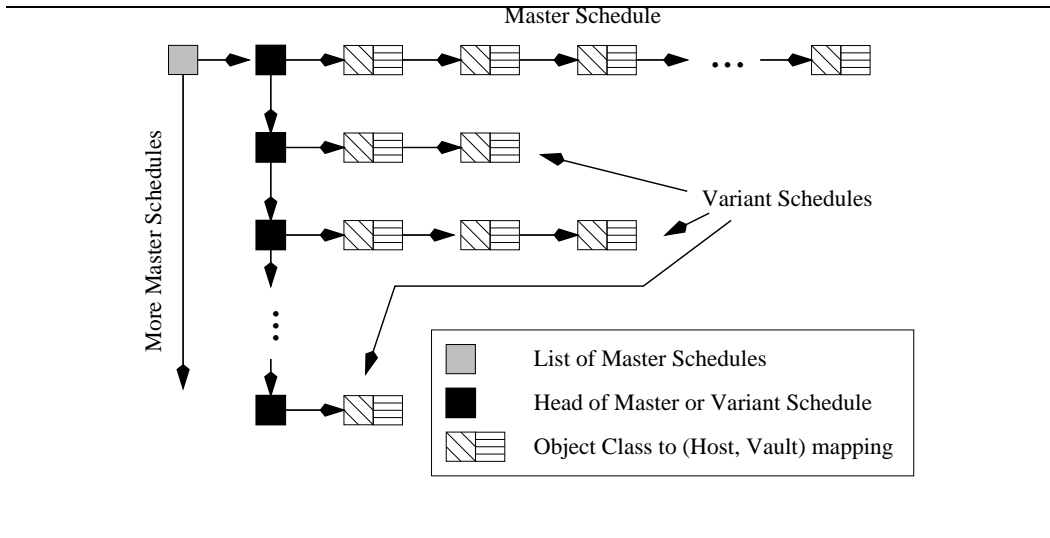 Master Schedule
More Master Schedules
Variant Schedules
List of Master Schedules
Head of Master or Variant Schedule
Object Class to (Host, Vault) mapping